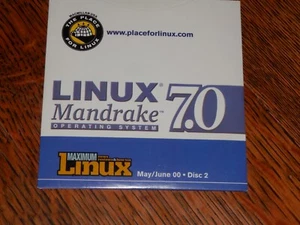 THE PLACE
FOR LINUX
www.placeforlinux.com
LINUX®
Mandrake™ 7.0
OPERATING SYSTEM
MAXIMUM
Linux
May/June 00 • Disc 2